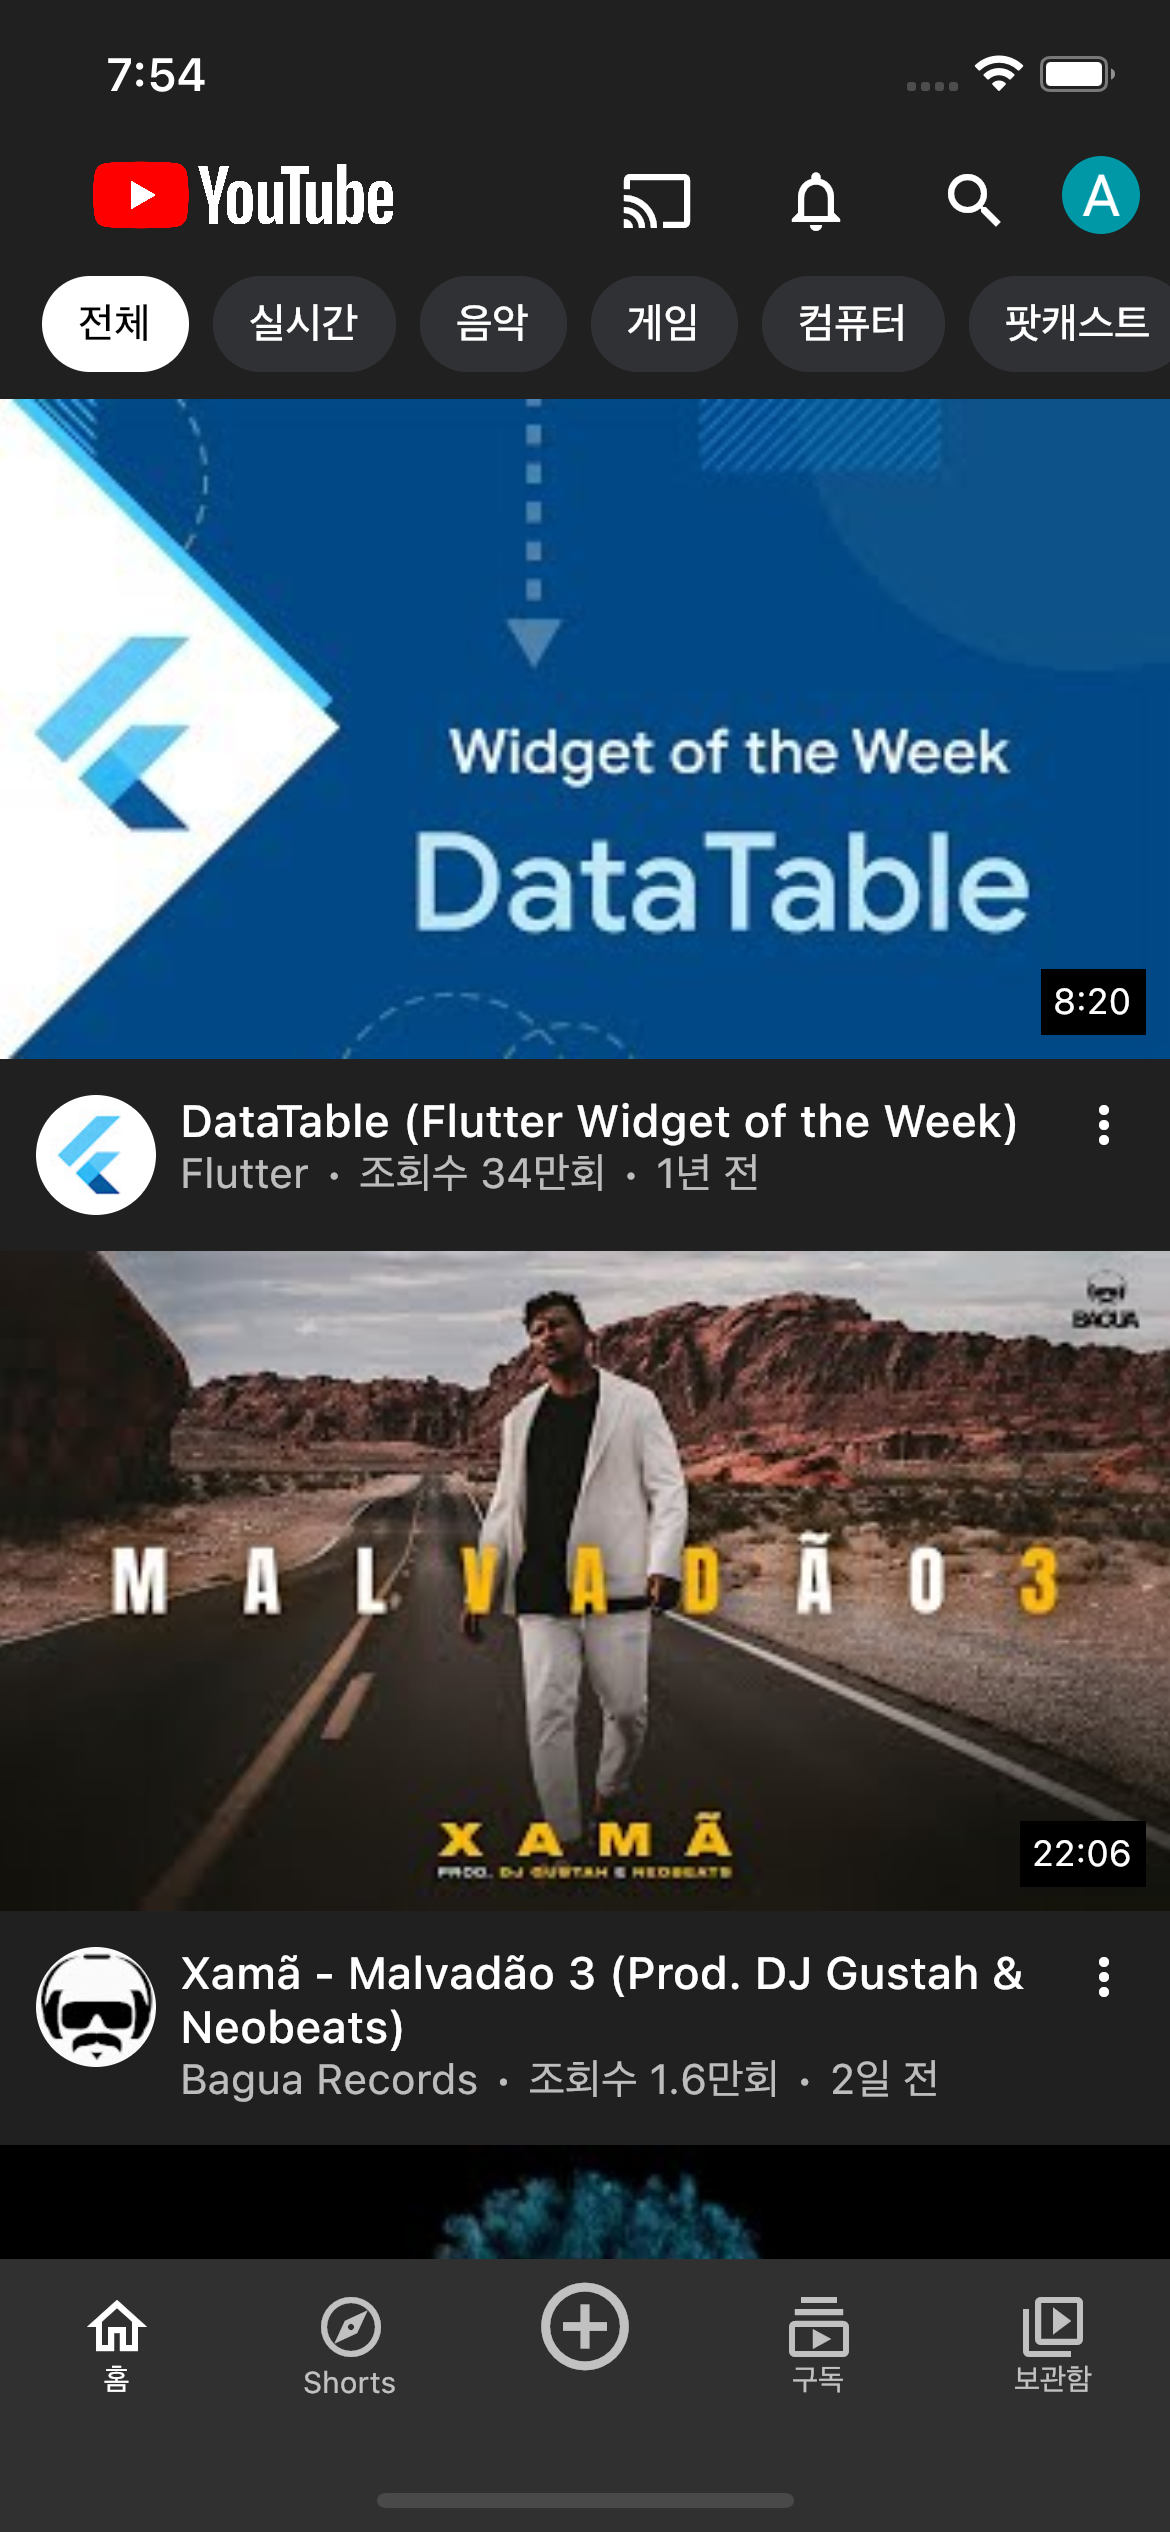 7:54
YouTube
A
전체 실시간 음악 게임 컴퓨터 팟캐스트
Widget of the Week
DataTable
8:20
DataTable (Flutter Widget of the Week)
Flutter • 조회수 34만회 • 1년 전
BAGUA
MALVADÃO 3
XAMÃ
PROD. DJ GUSTAH E NEOBEATS
22:06
Xamã - Malvadão 3 (Prod. DJ Gustah &
Neobeats)
Bagua Records • 조회수 1.6만회 • 2일 전
홈 Shorts 구독 보관함